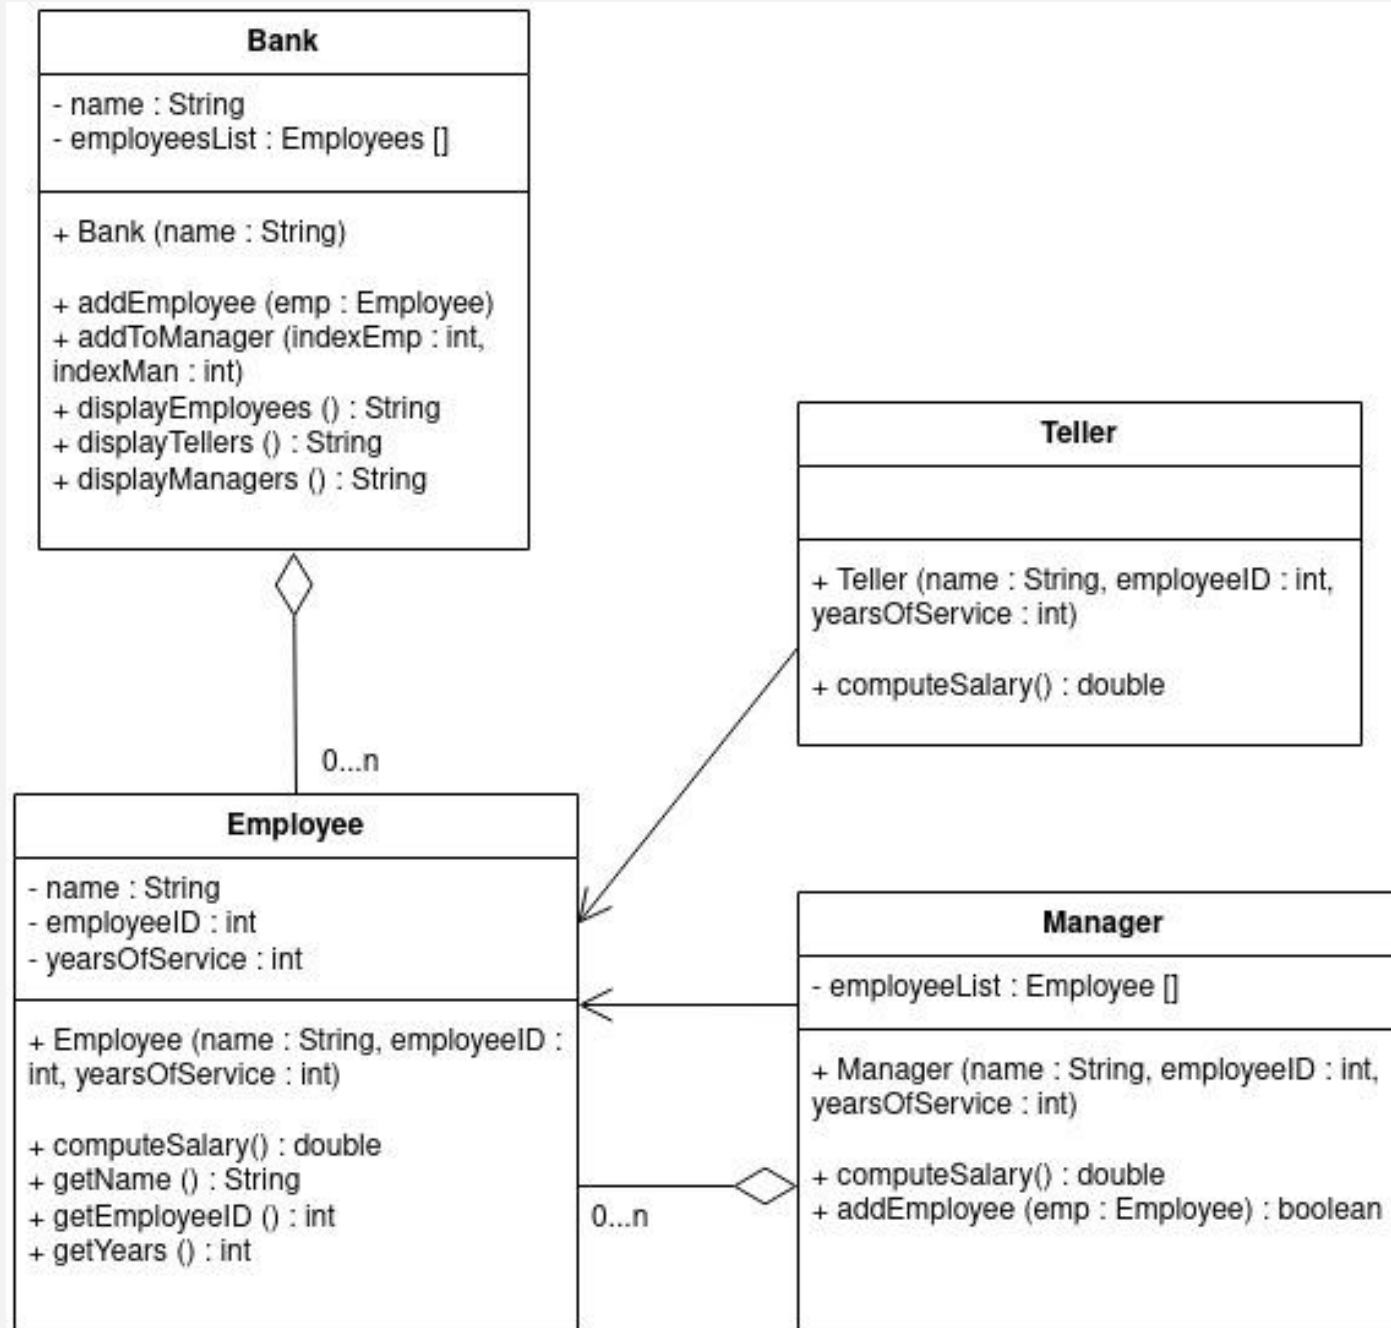 Bank
- name : String
- employeesList : Employees []
+ Bank (name : String)
+ addEmployee (emp : Employee)
+ addToManager (indexEmp : int,
indexMan : int)
+ displayEmployees () : String
+ displayTellers () : String
+ displayManagers () : String
0...n
Teller
+ Teller (name : String, employeeID : int,
yearsOfService : int)
+ computeSalary() : double
Employee
- name : String
- employeeID : int
- yearsOfService : int
+ Employee (name : String, employeeID :
int, yearsOfService : int)
+ computeSalary() : double
+ getName () : String
+ getEmployeeID () : int
+ getYears () : int
0...n
Manager
- employeeList : Employee []
+ Manager (name : String, employeeID : int,
yearsOfService : int)
+ computeSalary() : double
+ addEmployee (emp : Employee) : boolean